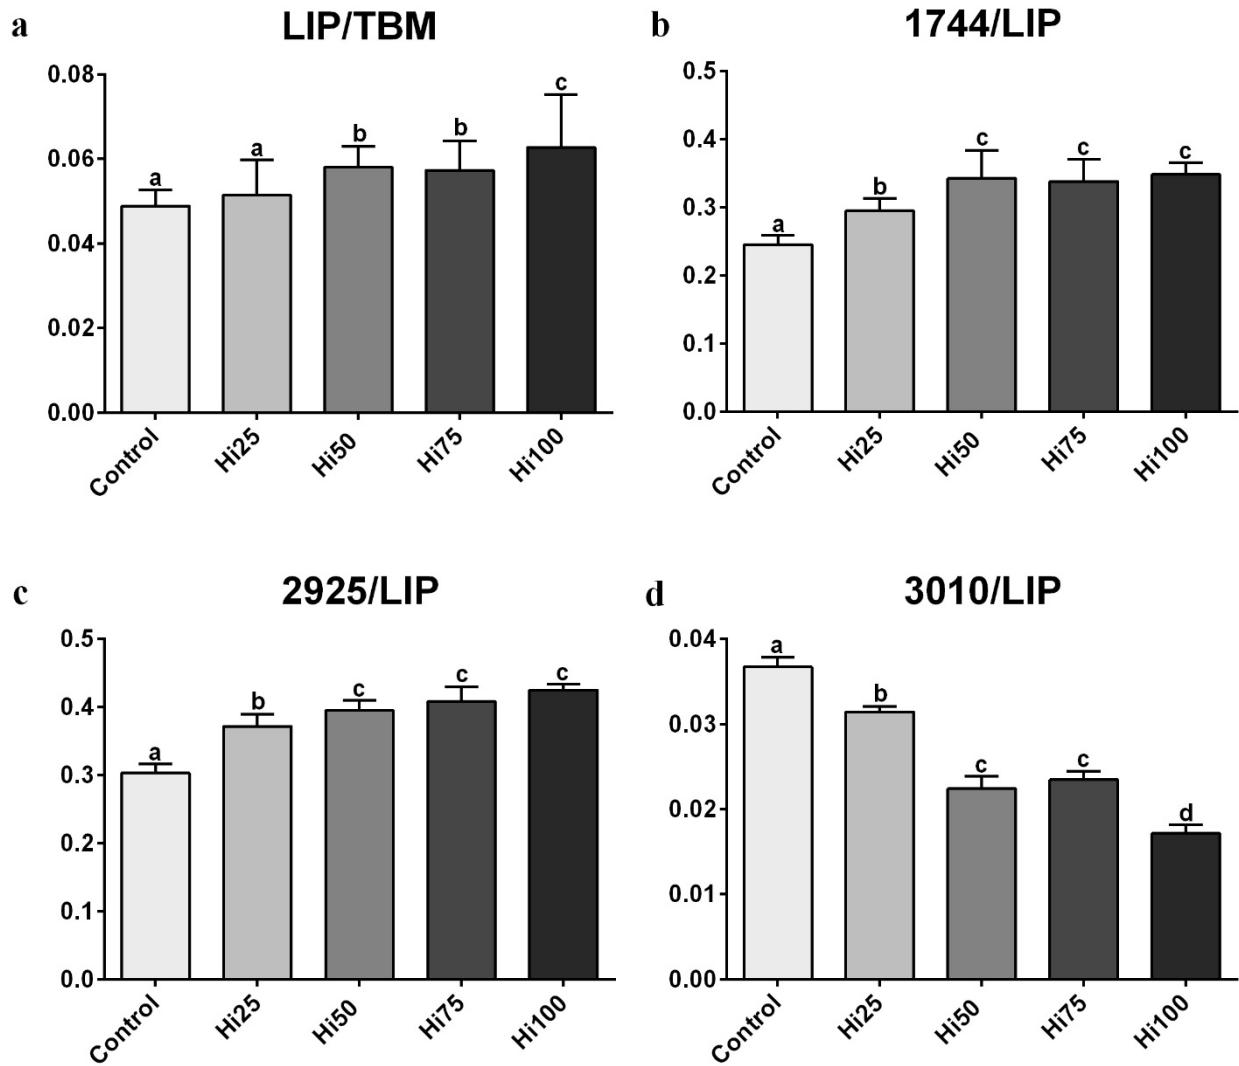 a
LIP/TBM
0.08
0.06
0.04
0.02
0.00
a
a
b
b
c
Control
Hi25
Hi50
Hi75
Hi100
b
1744/LIP
0.5
0.4
0.3
0.2
0.1
0.0
a
b
c
c
c
Control
Hi25
Hi50
Hi75
Hi100
c
2925/LIP
0.5
0.4
0.3
0.2
0.1
0.0
a
b
c
c
c
Control
Hi25
Hi50
Hi75
Hi100
d
3010/LIP
0.04
0.03
0.02
0.01
0.00
a
b
c
c
d
Control
Hi25
Hi50
Hi75
Hi100